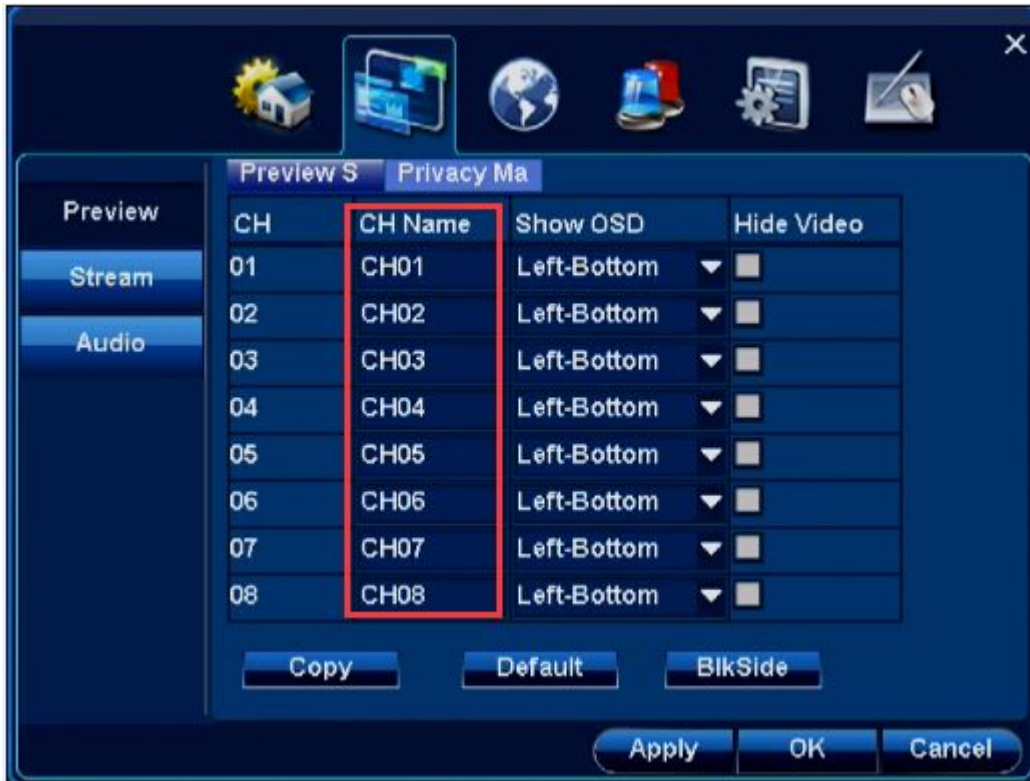 Preview S Privacy Ma
Preview
Stream
Audio
CH CH Name Show OSD Hide Video
01 CH01 Left-Bottom
02 CH02 Left-Bottom
03 CH03 Left-Bottom
04 CH04 Left-Bottom
05 CH05 Left-Bottom
06 CH06 Left-Bottom
07 CH07 Left-Bottom
08 CH08 Left-Bottom
Copy Default BlkSide
Apply OK Cancel